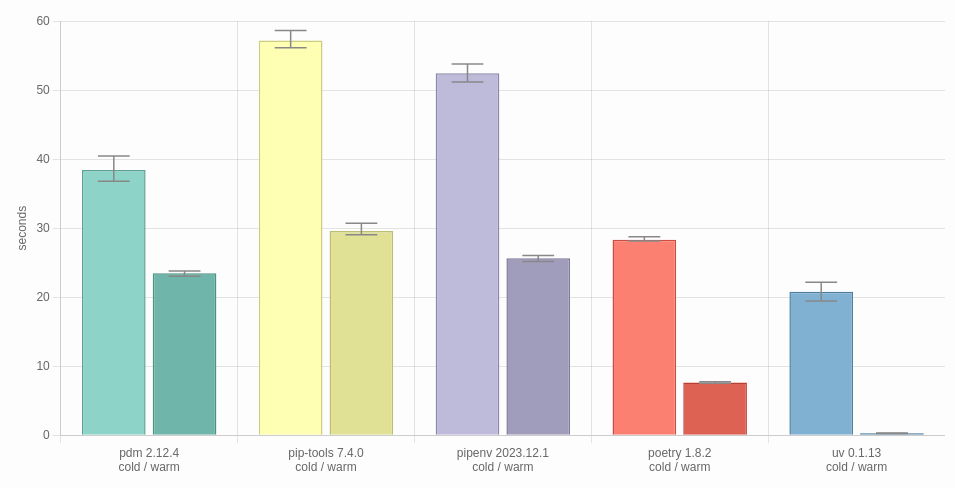 60
50
40
30
20
10
0
seconds
pdm 2.12.4
cold / warm
pip-tools 7.4.0
cold / warm
pipenv 2023.12.1
cold / warm
poetry 1.8.2
cold / warm
uv 0.1.13
cold / warm